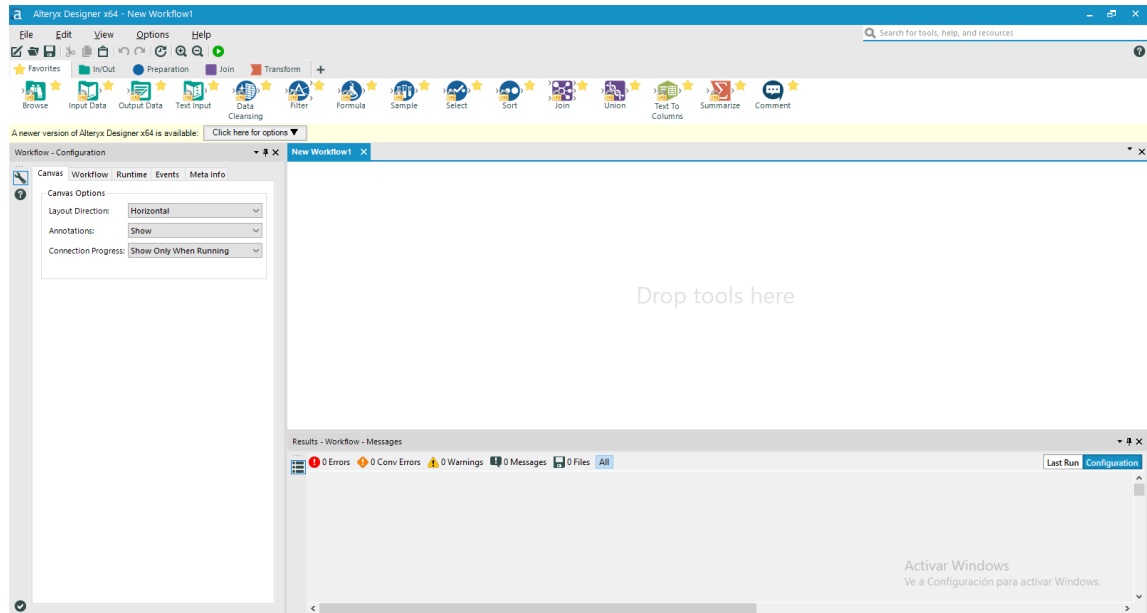 a Alteryx Designer x64 - New Workflow1
File Edit View Options Help
Search for tools, help, and resources
Favorites In/Out Preparation Join Transform +
Browse Input Data Output Data Text Input Data Cleansing Filter Formula Sample Select Sort Join Union Text To Columns Summarize Comment
A newer version of Alteryx Designer x64 is available: Click here for options ▼
Workflow - Configuration
New Workflow1 X
Canvas Workflow Runtime Events Meta Info
Canvas Options
Layout Direction: Horizontal
Annotations: Show
Connection Progress: Show Only When Running
Drop tools here
Results - Workflow - Messages
0 Errors 0 Conv Errors 0 Warnings 0 Messages 0 Files All
Last Run Configuration
Activar Windows
Ve a Configuración para activar Windows.